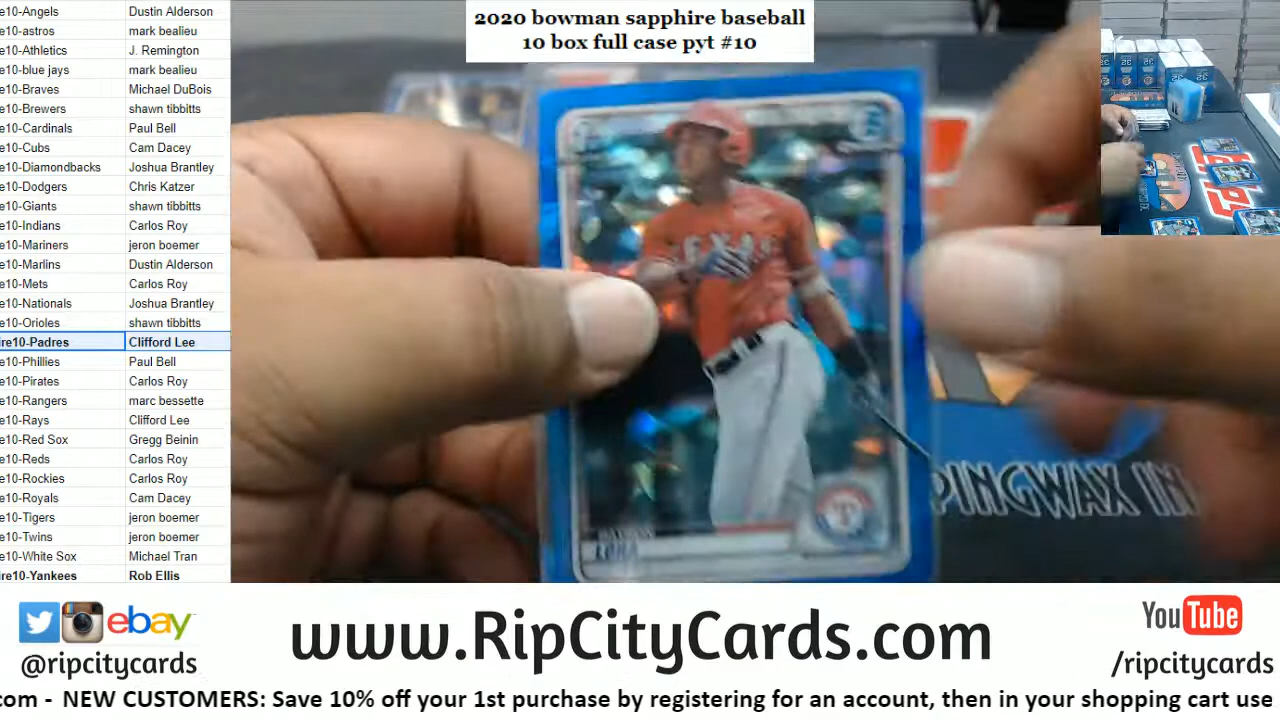 2020 bowman sapphire baseball
10 box full case pyt #10
e10-Angels Dustin Alderson
e10-astros mark bealieu
e10-Athletics J. Remington
e10-blue jays mark bealieu
e10-Braves Michael DuBois
e10-Brewers shawn tibbitts
e10-Cardinals Paul Bell
e10-Cubs Cam Dacey
e10-Diamondbacks Joshua Brantley
e10-Dodgers Chris Katzer
e10-Giants shawn tibbitts
e10-Indians Carlos Roy
e10-Mariners jeron boemer
e10-Marlins Dustin Alderson
e10-Mets Carlos Roy
e10-Nationals Joshua Brantley
e10-Orioles shawn tibbitts
ire10-Padres Clifford Lee
e10-Phillies Paul Bell
e10-Pirates Carlos Roy
e10-Rangers marc bessette
e10-Rays Clifford Lee
e10-Red Sox Gregg Beinin
e10-Reds Carlos Roy
e10-Rockies Carlos Roy
e10-Royals Cam Dacey
e10-Tigers jeron boemer
e10-Twins jeron boemer
e10-White Sox Michael Tran
ire10-Yankees Rob Ellis
TEXAS
T
PINGWAX IN
ebay
@ripcitycards
www.RipCityCards.com
YouTube
/ripcitycards
com - NEW CUSTOMERS: Save 10% off your 1st purchase by registering for an account, then in your shopping cart use